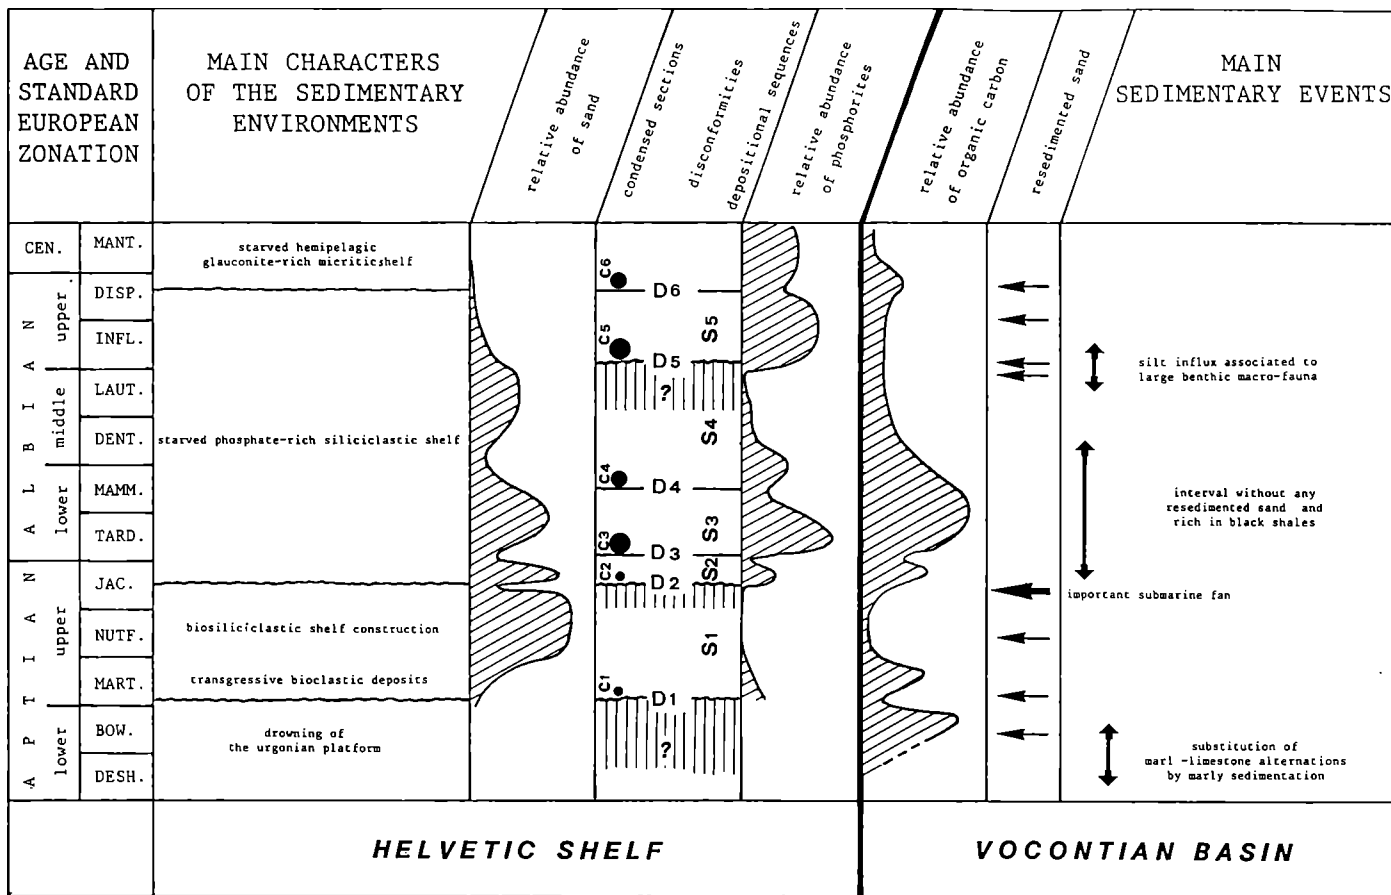 AGE AND
STANDARD
EUROPEAN
ZONATION
MAIN CHARACTERS
OF THE SEDIMENTARY
ENVIRONMENTS
relative abundance
of sand
condensed sections
disconformities
depositional sequences
relative abundance
of phosphorites
relative abundance
of organic carbon
resedimented sand
MAIN
SEDIMENTARY EVENTS
CEN.
ALBIAN
upper
middle
lower
APTIAN
upper
lower
MANT.
DISP.
INFL.
LAUT.
DENT.
MAMM.
TARD.
JAC.
NUTF.
MART.
BOW.
DESH.
starved hemipelagic
glauconite-rich micriticshelf
starved phosphate-rich siliciclastic shelf
biosiliciclastic shelf construction
transgressive bioclastic deposits
drowning of
the urgonian platform
C6
D6
C5
S5
D5
?
S4
C4
D4
S3
C3
D3
C2
S2
D2
S1
C1
D1
?
silt influx associated to
large benthic macro-fauna
interval without any
resedimented sand and
rich in black shales
important submarine fan
substitution of
marl -limestone alternations
by marly sedimentation
HELVETIC SHELF
VOCONTIAN BASIN